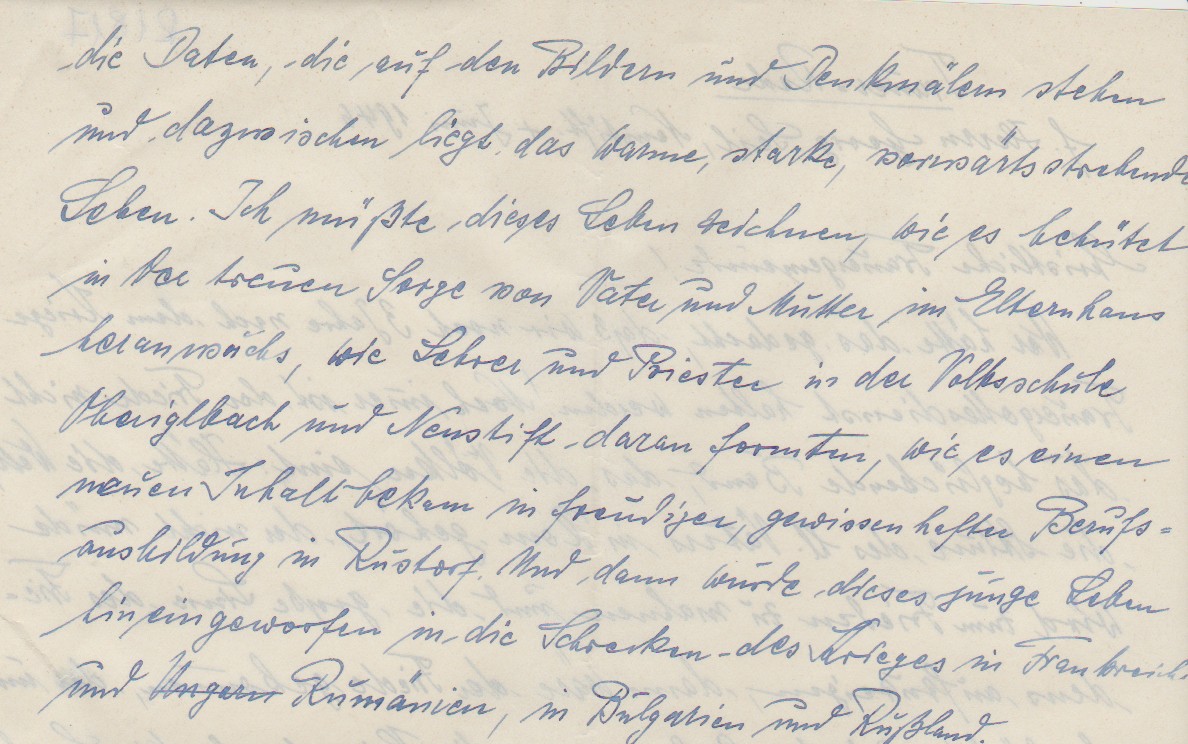 die Daten, die auf den Bildern und Denkmälern stehen
und dazwischen liegt das warme, starke, vorwärtsstrebende
Leben. Ich müßte dieses Leben zeichnen, wie es behütet
in der treuen Sorge von Vater und Mutter im Elternhaus
heranwuchs, wie Lehrer und Priester in der Volksschule
Oberiglbach und Neustift daran formten, wie es einen
neuen Inhalt bekam in freudiger, gewissenhafter Berufs=
ausbildung in Rustorf. Und dann wurde dieses junge Leben
hineingeworfen in die Schrecken des Krieges in Frankreich
und Ungarn Rumänien, in Bulgarien und Rußland.